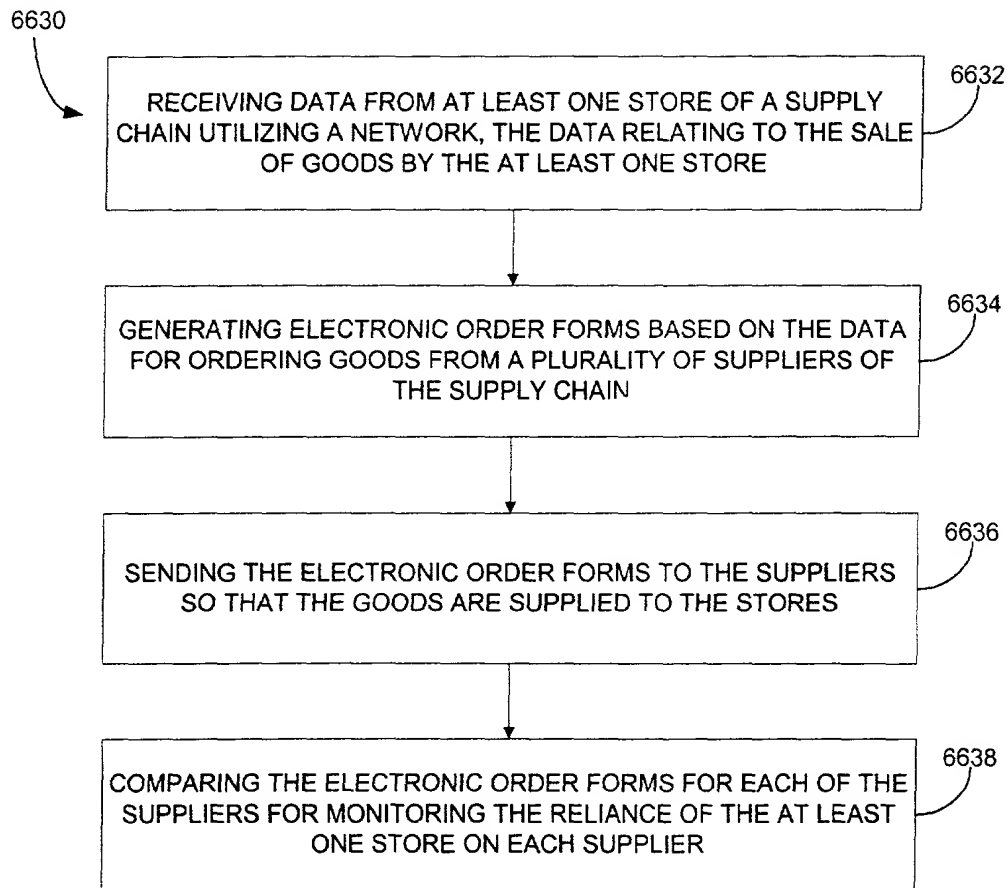 6630
6632
RECEIVING DATA FROM AT LEAST ONE STORE OF A SUPPLY
CHAIN UTILIZING A NETWORK, THE DATA RELATING TO THE SALE
OF GOODS BY THE AT LEAST ONE STORE
6634
GENERATING ELECTRONIC ORDER FORMS BASED ON THE DATA
FOR ORDERING GOODS FROM A PLURALITY OF SUPPLIERS OF
THE SUPPLY CHAIN
6636
SENDING THE ELECTRONIC ORDER FORMS TO THE SUPPLIERS
SO THAT THE GOODS ARE SUPPLIED TO THE STORES
6638
COMPARING THE ELECTRONIC ORDER FORMS FOR EACH OF THE
SUPPLIERS FOR MONITORING THE RELIANCE OF THE AT LEAST
ONE STORE ON EACH SUPPLIER